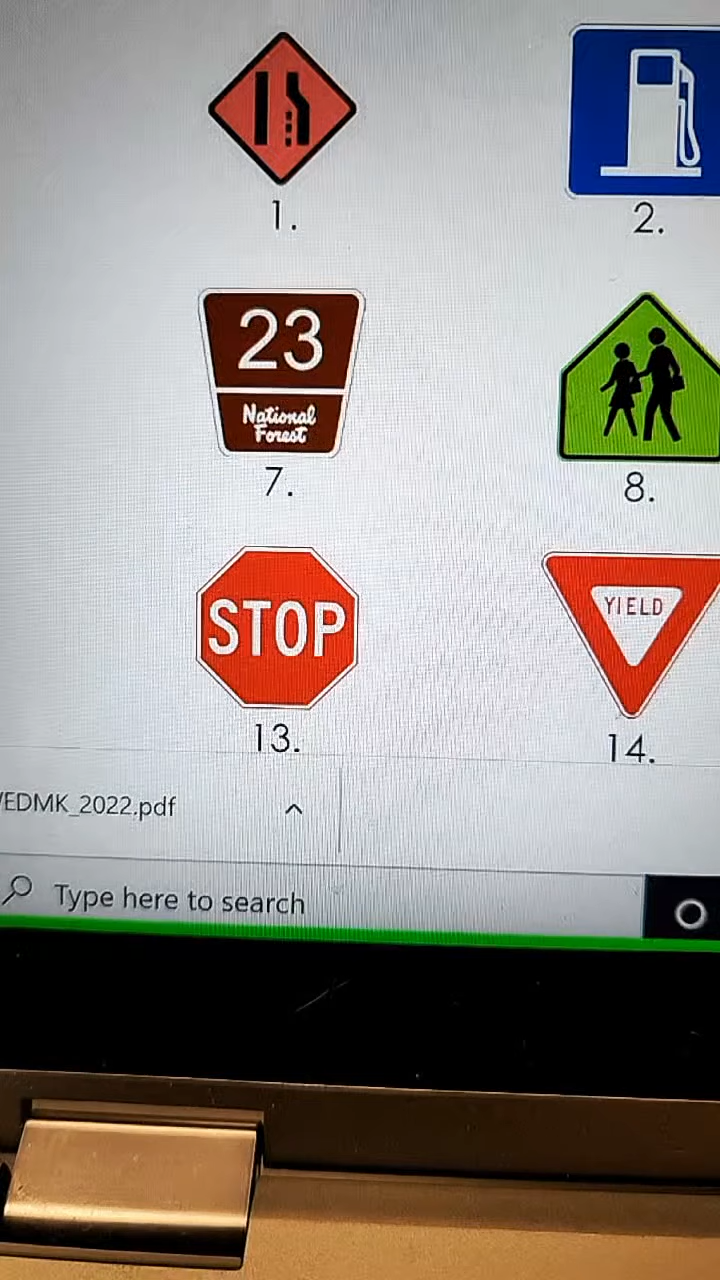 1.
2.
23
National
Forest
7.
8.
STOP
YIELD
13.
14.
EDMK_2022.pdf
Type here to search